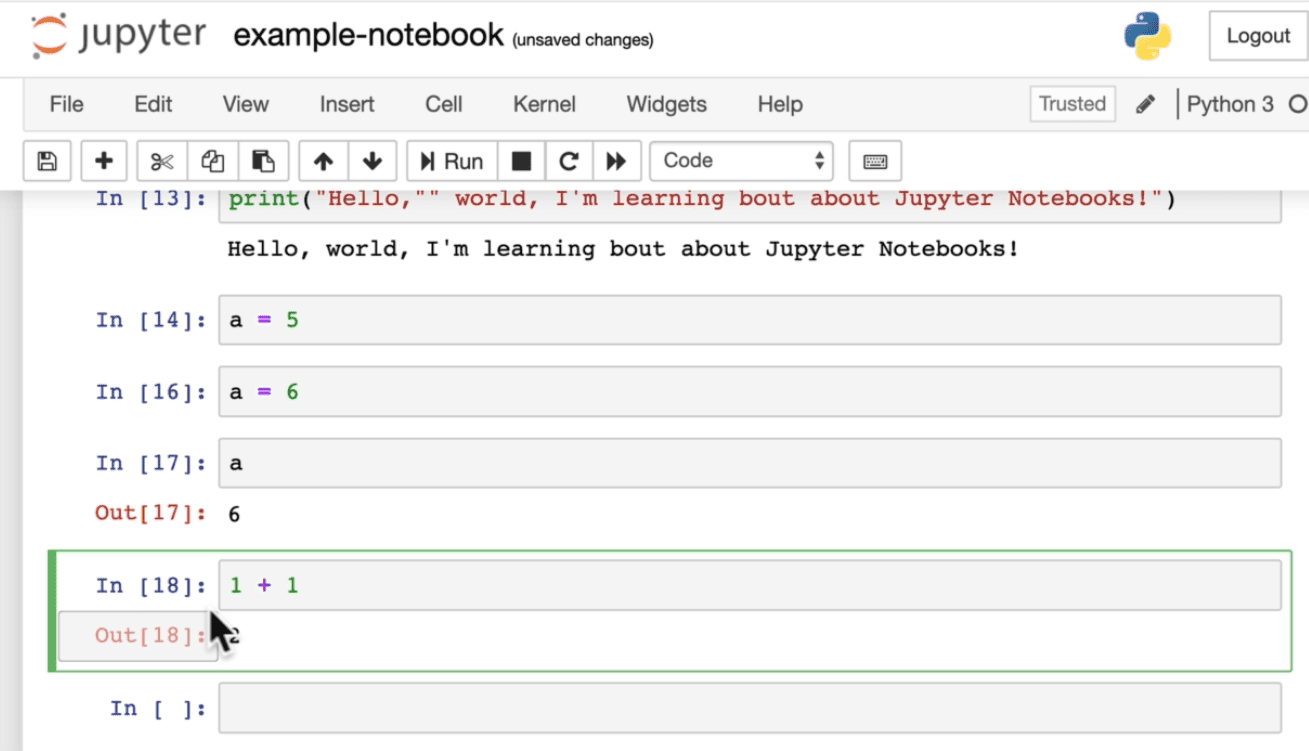 jupyter example-notebook (unsaved changes) Logout
File Edit View Insert Cell Kernel Widgets Help Trusted Python 3
Run Code
In [13]: print("Hello,"" world, I'm learning bout about Jupyter Notebooks!")
Hello, world, I'm learning bout about Jupyter Notebooks!
In [14]: a = 5
In [16]: a = 6
In [17]: a
Out[17]: 6
In [18]: 1 + 1
Out[18]: 2
In [ ]: